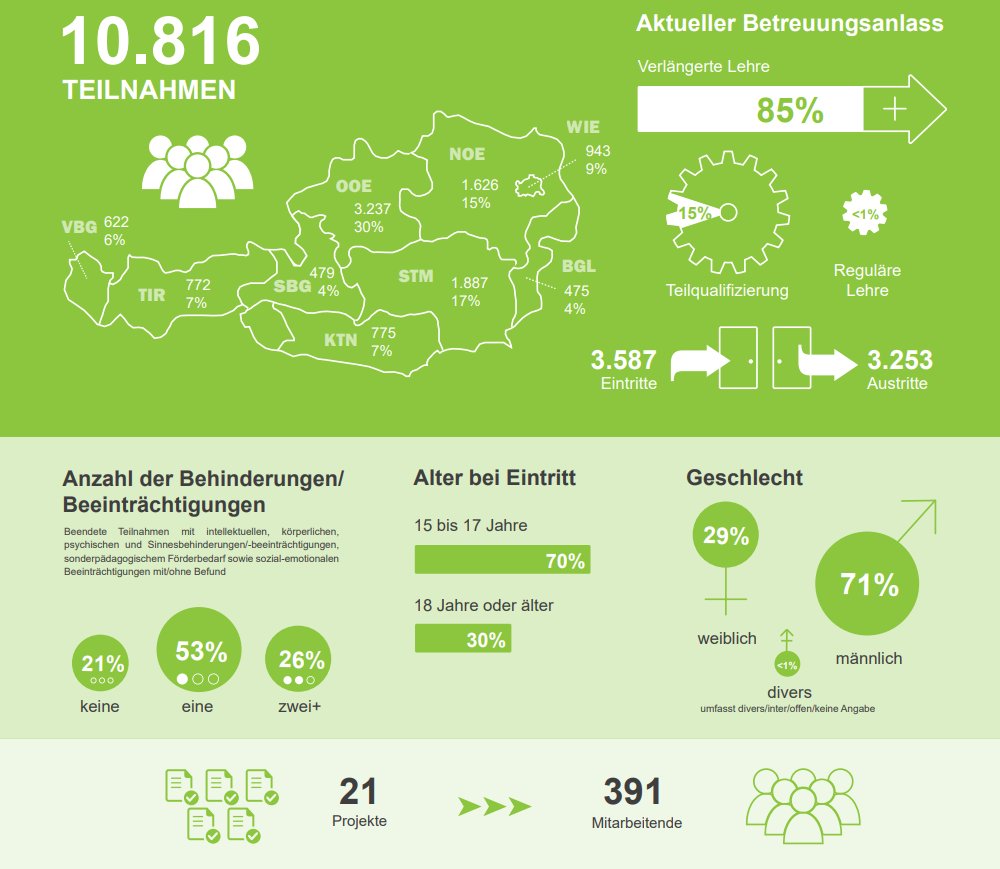 10.816
TEILNAHMEN
WIE
943
9%
NOE
1.626
15%
OOE
3.237
30%
VBG
622
6%
TIR
772
7%
SBG
479
4%
STM
1.887
17%
BGL
475
4%
KTN
775
7%
Aktueller Betreuungsanlass
Verlängerte Lehre
85%
15%
Teilqualifizierung
<1%
Reguläre
Lehre
3.587
Eintritte
3.253
Austritte
Anzahl der Behinderungen/
Beeinträchtigungen
Beendete Teilnahmen mit intellektuellen, körperlichen,
psychischen und Sinnesbehinderungen/-beeinträchtigungen,
sonderpädagogischem Förderbedarf sowie sozial-emotionalen
Beeinträchtigungen mit/ohne Befund
21%
keine
53%
eine
26%
zwei+
Alter bei Eintritt
15 bis 17 Jahre
70%
18 Jahre oder älter
30%
Geschlecht
29%
weiblich
71%
männlich
<1%
divers
umfasst divers/inter/offen/keine Angabe
21
Projekte
391
Mitarbeitende